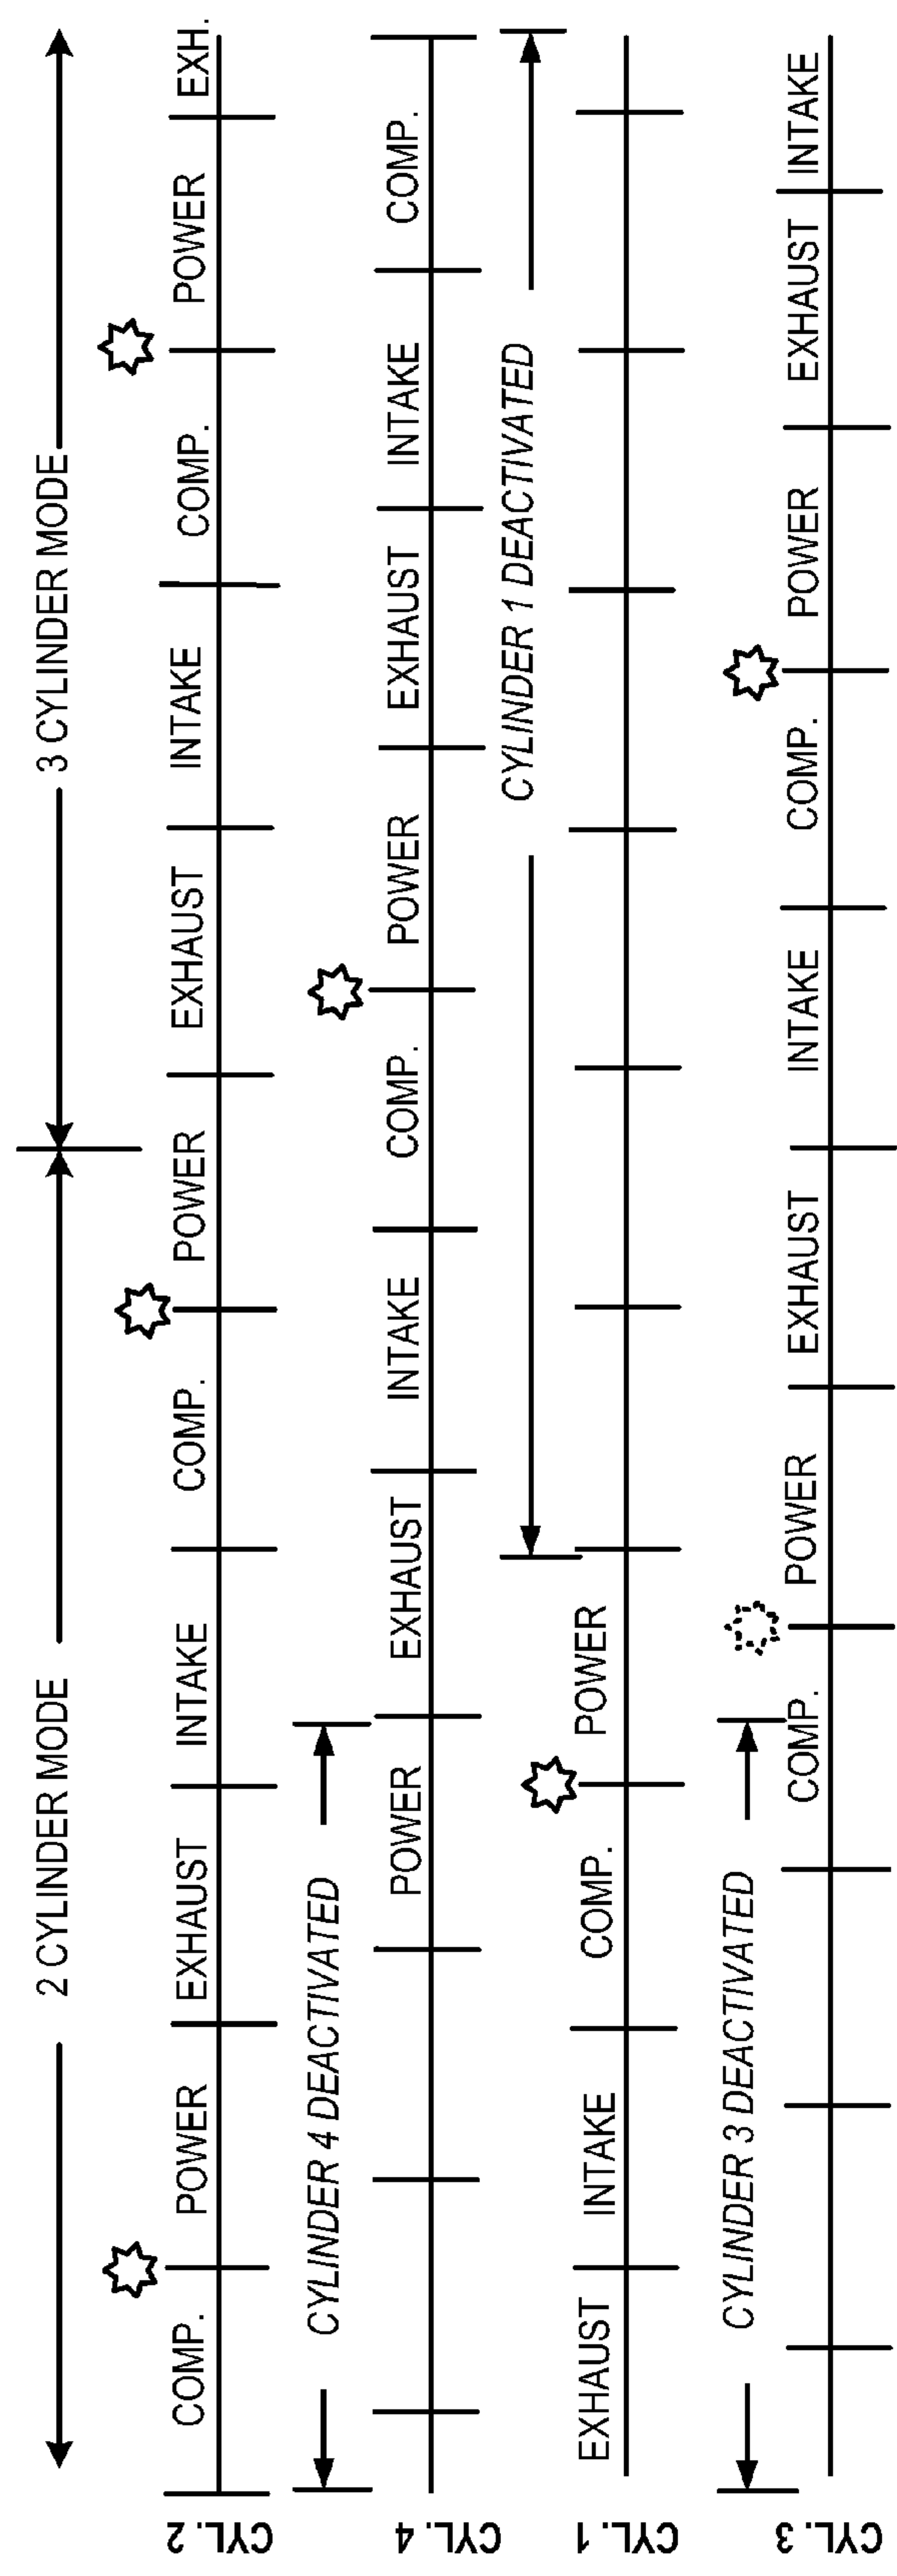 2 CYLINDER MODE 3 CYLINDER MODE
CYL. 2 COMP. POWER EXHAUST INTAKE COMP. POWER EXHAUST INTAKE COMP. POWER EXH.
CYLINDER 4 DEACTIVATED
CYL. 4 POWER EXHAUST INTAKE COMP. POWER EXHAUST INTAKE COMP.
CYLINDER 1 DEACTIVATED
CYL. 1 EXHAUST INTAKE COMP. POWER
CYLINDER 3 DEACTIVATED
CYL. 3 COMP. POWER EXHAUST INTAKE COMP. POWER EXHAUST INTAKE